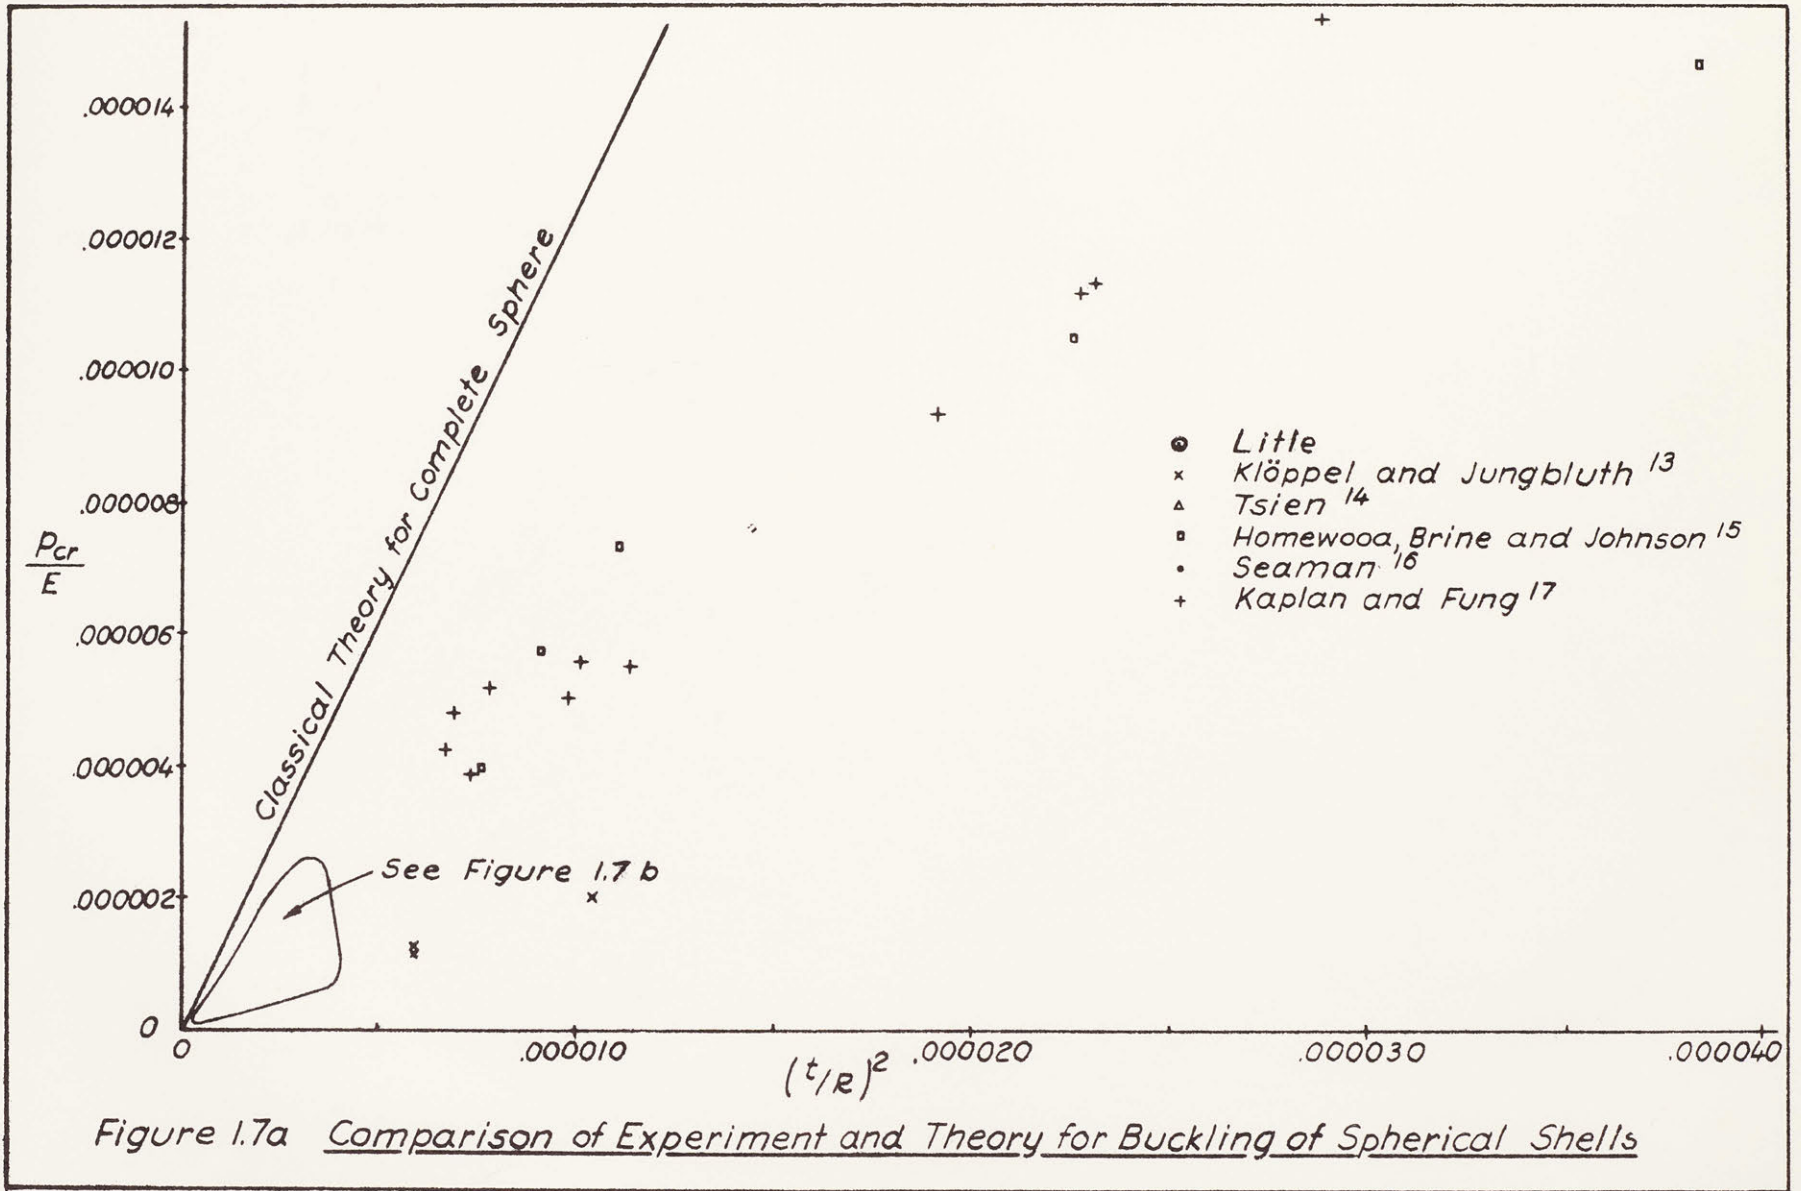 .000014
.000012
.000010
.000008
.000006
.000004
.000002
0
Pcr
E
Classical Theory for Complete Sphere
See Figure 1.7 b
Litle
x Klöppel and Jungbluth 13
Δ Tsien 14
Homewooa, Brine and Johnson 15
• Seaman 16
+ Kaplan and Fung 17
0 .000010 .000020 .000030 .000040
(t/R)2
Figure 1.7a Comparison of Experiment and Theory for Buckling of Spherical Shells